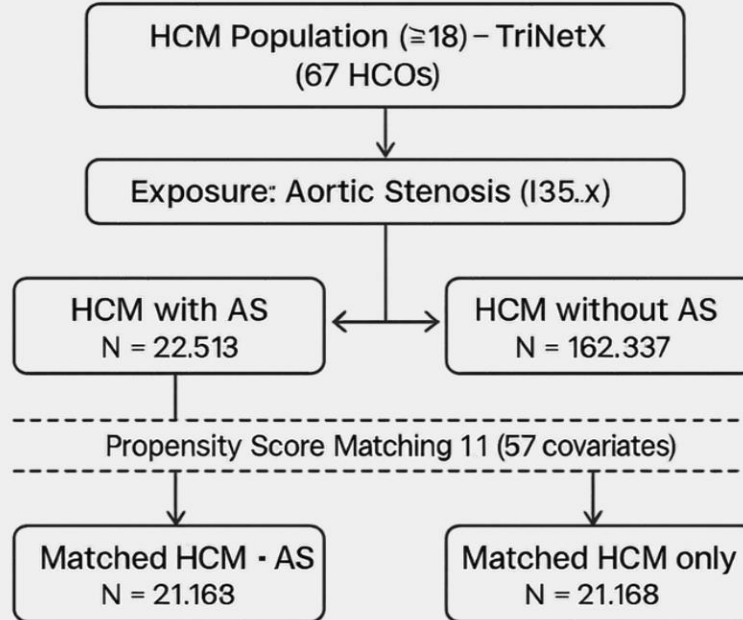 HCM Population (≧18) – TriNetX
(67 HCOs)
Exposure: Aortic Stenosis (I35..x)
HCM with AS
N = 22.513
HCM without AS
N = 162.337
Propensity Score Matching 11 (57 covariates)
Matched HCM - AS
N = 21.163
Matched HCM only
N = 21.168